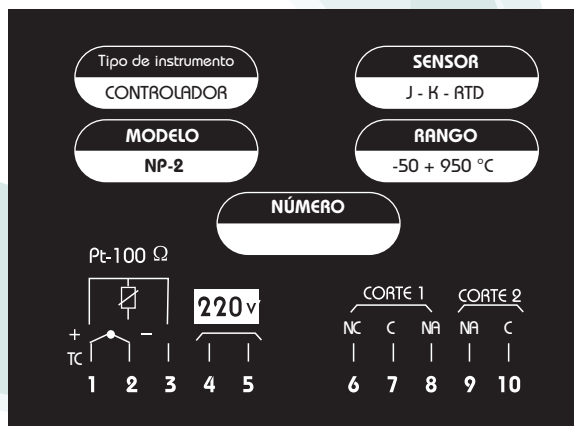 Tipo de instrumento
CONTROLADOR
SENSOR
J - K - RTD
MODELO
NP-2
RANGO
-50 + 950 °C
NÚMERO
Pt-100 Ω
220 v
CORTE 1 CORTE 2
NC C NA NA C
+ −
TC
1 2 3 4 5 6 7 8 9 10